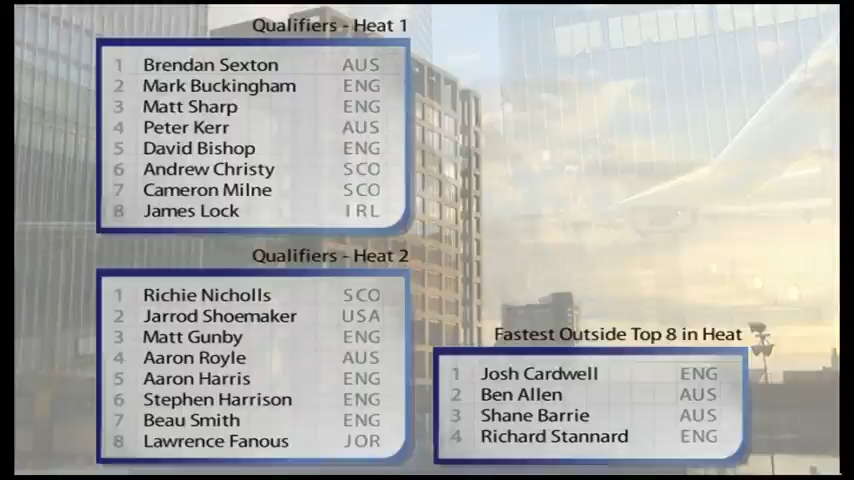 Qualifiers - Heat 1
1 Brendan Sexton AUS
2 Mark Buckingham ENG
3 Matt Sharp ENG
4 Peter Kerr AUS
5 David Bishop ENG
6 Andrew Christy SCO
7 Cameron Milne SCO
8 James Lock IRL
Qualifiers - Heat 2
1 Richie Nicholls SCO
2 Jarrod Shoemaker USA
3 Matt Gunby ENG
4 Aaron Royle AUS
5 Aaron Harris ENG
6 Stephen Harrison ENG
7 Beau Smith ENG
8 Lawrence Fanous JOR
Fastest Outside Top 8 in Heat
1 Josh Cardwell ENG
2 Ben Allen AUS
3 Shane Barrie AUS
4 Richard Stannard ENG